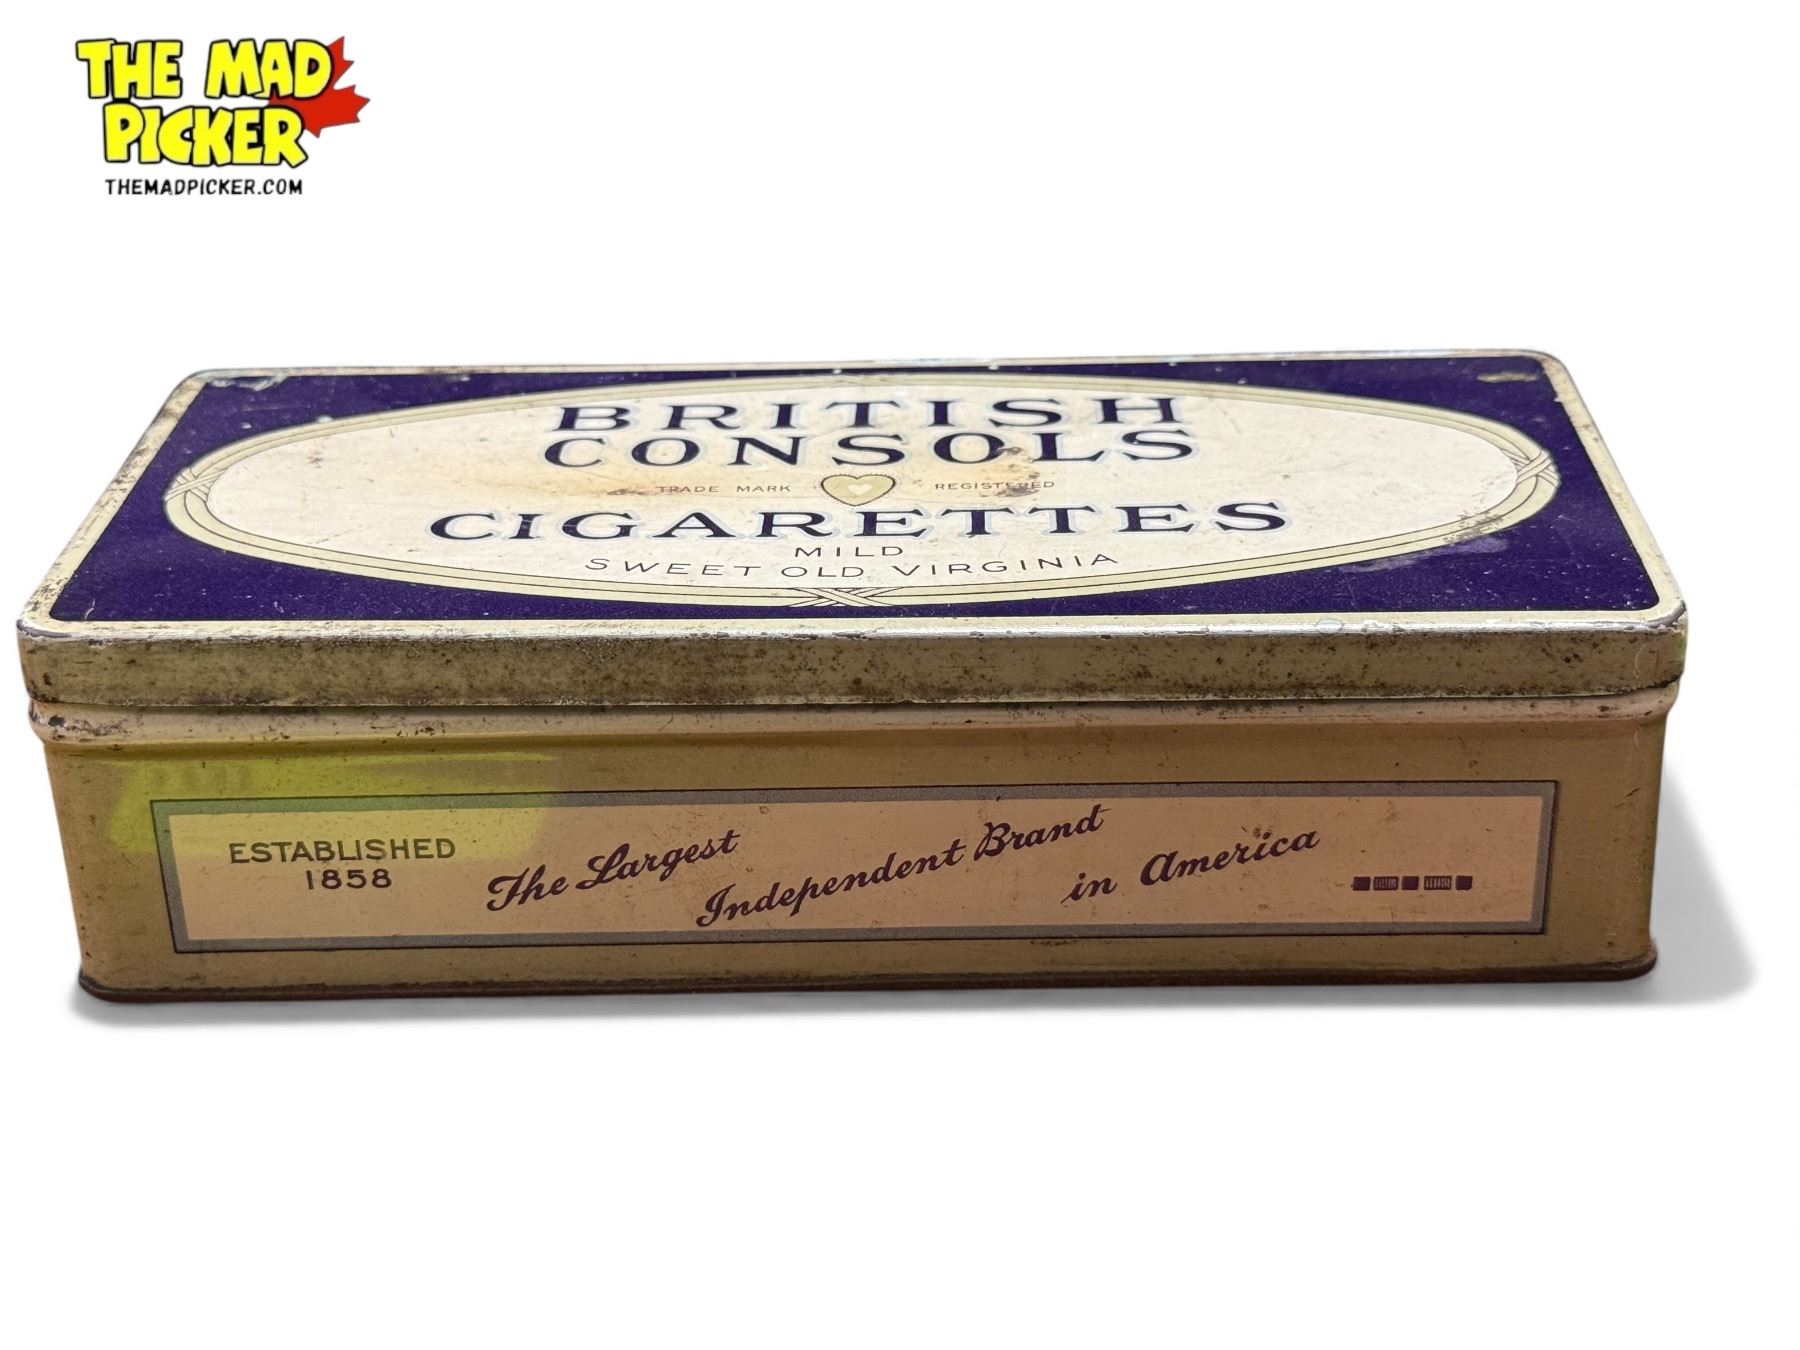 THE MAD
PICKER
THEMADPICKER.COM
BRITISH
CONSOLS
TRADE MARK REGISTERED
CIGARETTES
MILD
SWEET OLD VIRGINIA
ESTABLISHED
1858
The Largest
Independent Brand
in America